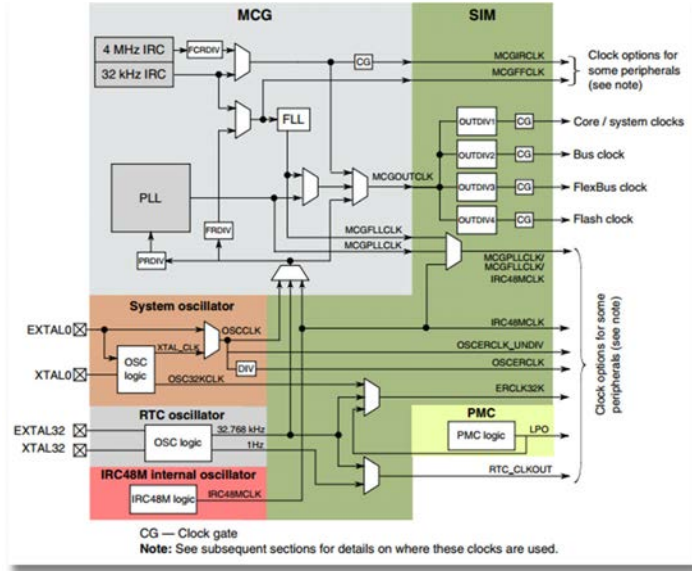 MCG
SIM
4 MHz IRC
FCRDIV
32 kHz IRC
CG
MCGIRCLK
MCGFFCLK
Clock options for
some peripherals
(see note)
FLL
OUTDIV1
CG
Core / system clocks
OUTDIV2
CG
Bus clock
MCGOUTCLK
OUTDIV3
CG
FlexBus clock
PLL
OUTDIV4
CG
Flash clock
FRDIV
MCGFLLCLK
MCGPLLCLK
PRDIV
MCGPLLCLK/
MCGFLLCLK/
IRC48MCLK
System oscillator
EXTAL0
OSCCLK
IRC48MCLK
XTAL_CLK
OSCERCLK_UNDIV
OSC
logic
DIV
OSCERCLK
XTAL0
OSC32KCLK
ERCLK32K
Clock options for some
peripherals (see note)
RTC oscillator
PMC
EXTAL32
32.768 kHz
OSC logic
PMC logic
LPO
XTAL32
1Hz
IRC48M internal oscillator
RTC_CLKOUT
IRC48M logic
IRC48MCLK
CG — Clock gate
Note: See subsequent sections for details on where these clocks are used.